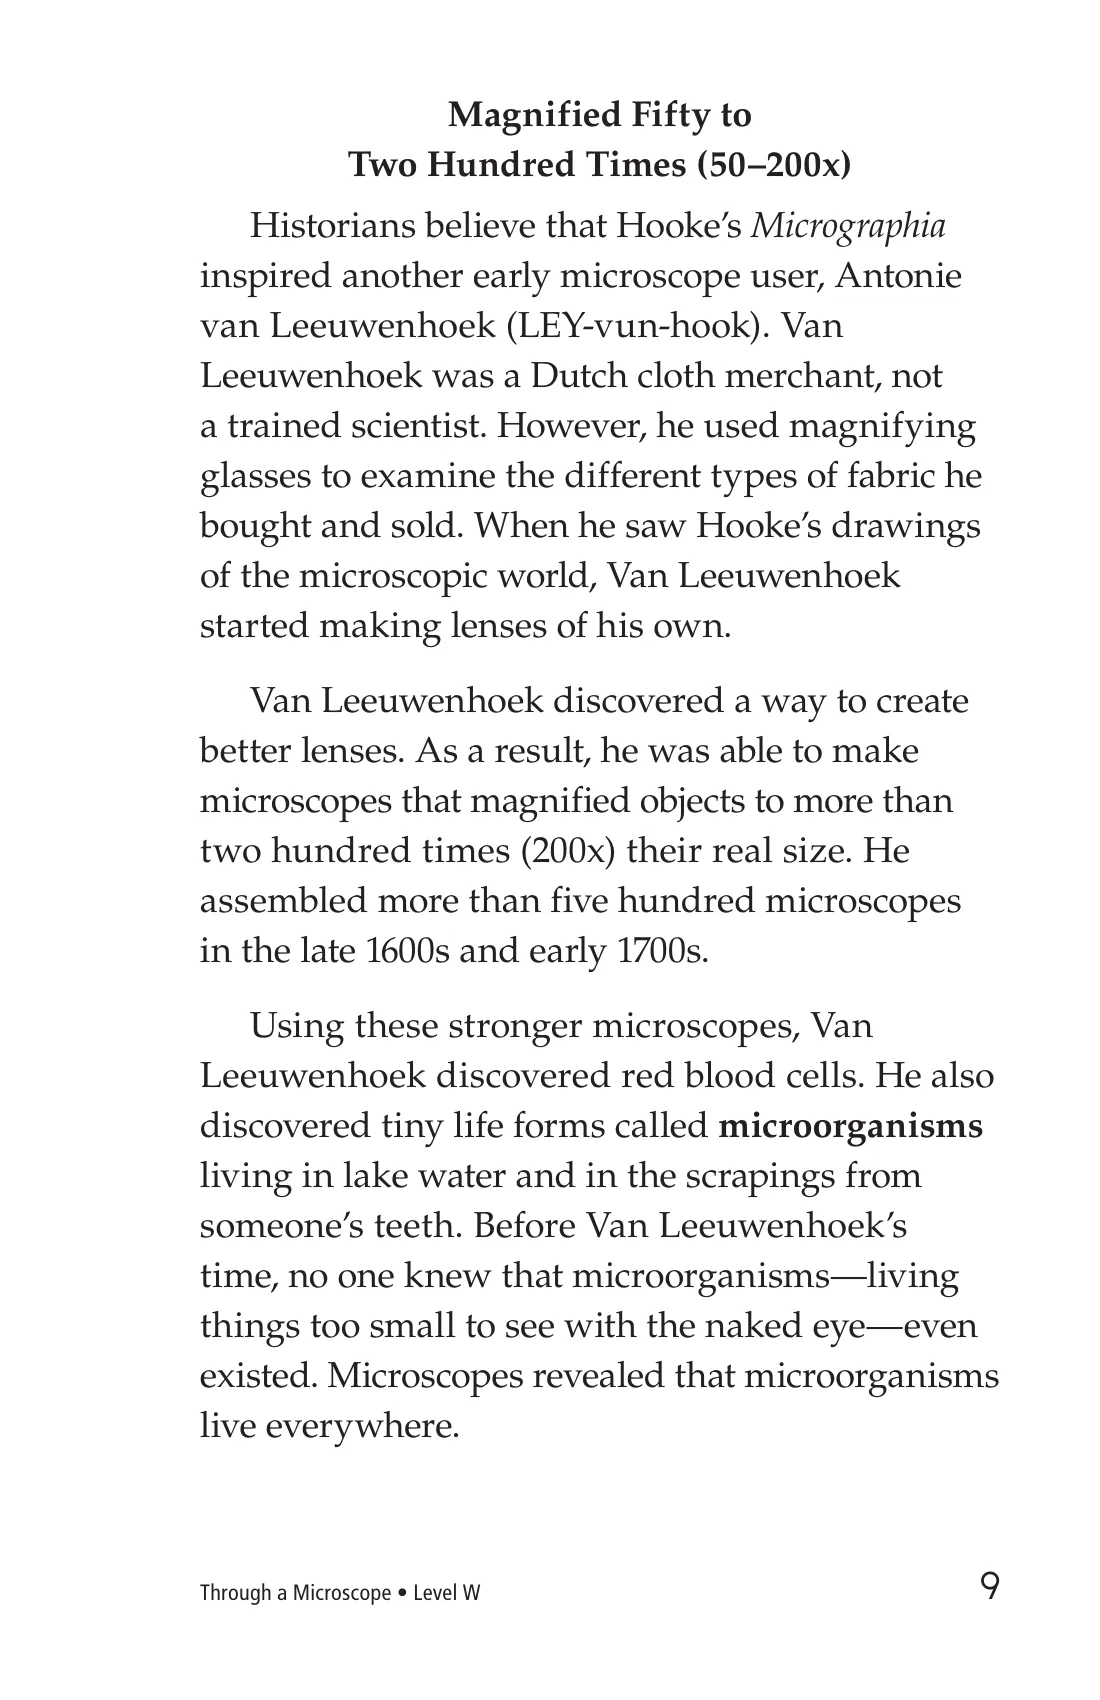 Magnified Fifty to
Two Hundred Times (50–200x)
Historians believe that Hooke’s Micrographia
inspired another early microscope user, Antonie
van Leeuwenhoek (LEY-vun-hook). Van
Leeuwenhoek was a Dutch cloth merchant, not
a trained scientist. However, he used magnifying
glasses to examine the different types of fabric he
bought and sold. When he saw Hooke’s drawings
of the microscopic world, Van Leeuwenhoek
started making lenses of his own.
Van Leeuwenhoek discovered a way to create
better lenses. As a result, he was able to make
microscopes that magnified objects to more than
two hundred times (200x) their real size. He
assembled more than five hundred microscopes
in the late 1600s and early 1700s.
Using these stronger microscopes, Van
Leeuwenhoek discovered red blood cells. He also
discovered tiny life forms called microorganisms
living in lake water and in the scrapings from
someone’s teeth. Before Van Leeuwenhoek’s
time, no one knew that microorganisms—living
things too small to see with the naked eye—even
existed. Microscopes revealed that microorganisms
live everywhere.
Through a Microscope • Level W
9